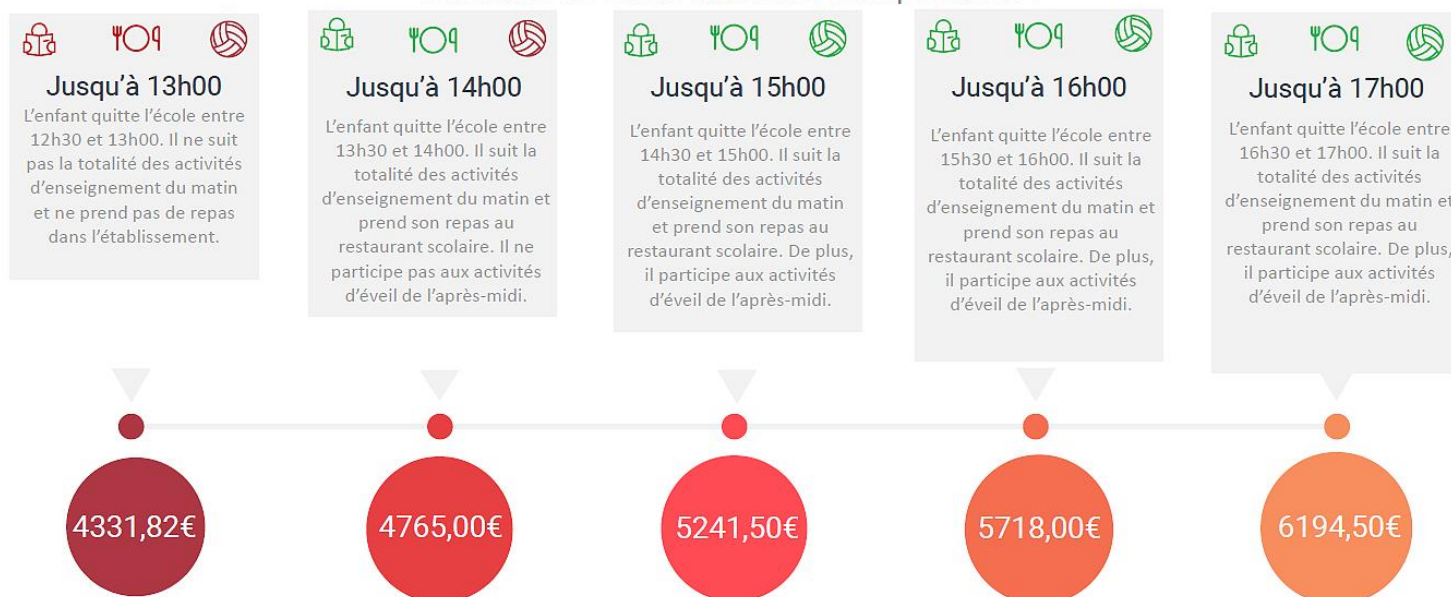 Jusqu’à 13h00
L’enfant quitte l’école entre
12h30 et 13h00. Il ne suit
pas la totalité des activités
d’enseignement du matin
et ne prend pas de repas
dans l’établissement.
Jusqu’à 14h00
L’enfant quitte l’école entre
13h30 et 14h00. Il suit la
totalité des activités
d’enseignement du matin et
prend son repas au
restaurant scolaire. Il ne
participe pas aux activités
d’éveil de l’après-midi.
Jusqu’à 15h00
L’enfant quitte l’école entre
14h30 et 15h00. Il suit la
totalité des activités
d’enseignement du matin
et prend son repas au
restaurant scolaire. De plus,
il participe aux activités
d’éveil de l’après-midi.
Jusqu’à 16h00
L’enfant quitte l’école entre
15h30 et 16h00. Il suit la
totalité des activités
d’enseignement du matin et
prend son repas au
restaurant scolaire. De plus,
il participe aux activités
d’éveil de l’après-midi.
Jusqu’à 17h00
L’enfant quitte l’école entre
16h30 et 17h00. Il suit la
totalité des activités
d’enseignement du matin et
prend son repas au
restaurant scolaire. De plus,
il participe aux activités
d’éveil de l’après-midi.
4331,82€
4765,00€
5241,50€
5718,00€
6194,50€